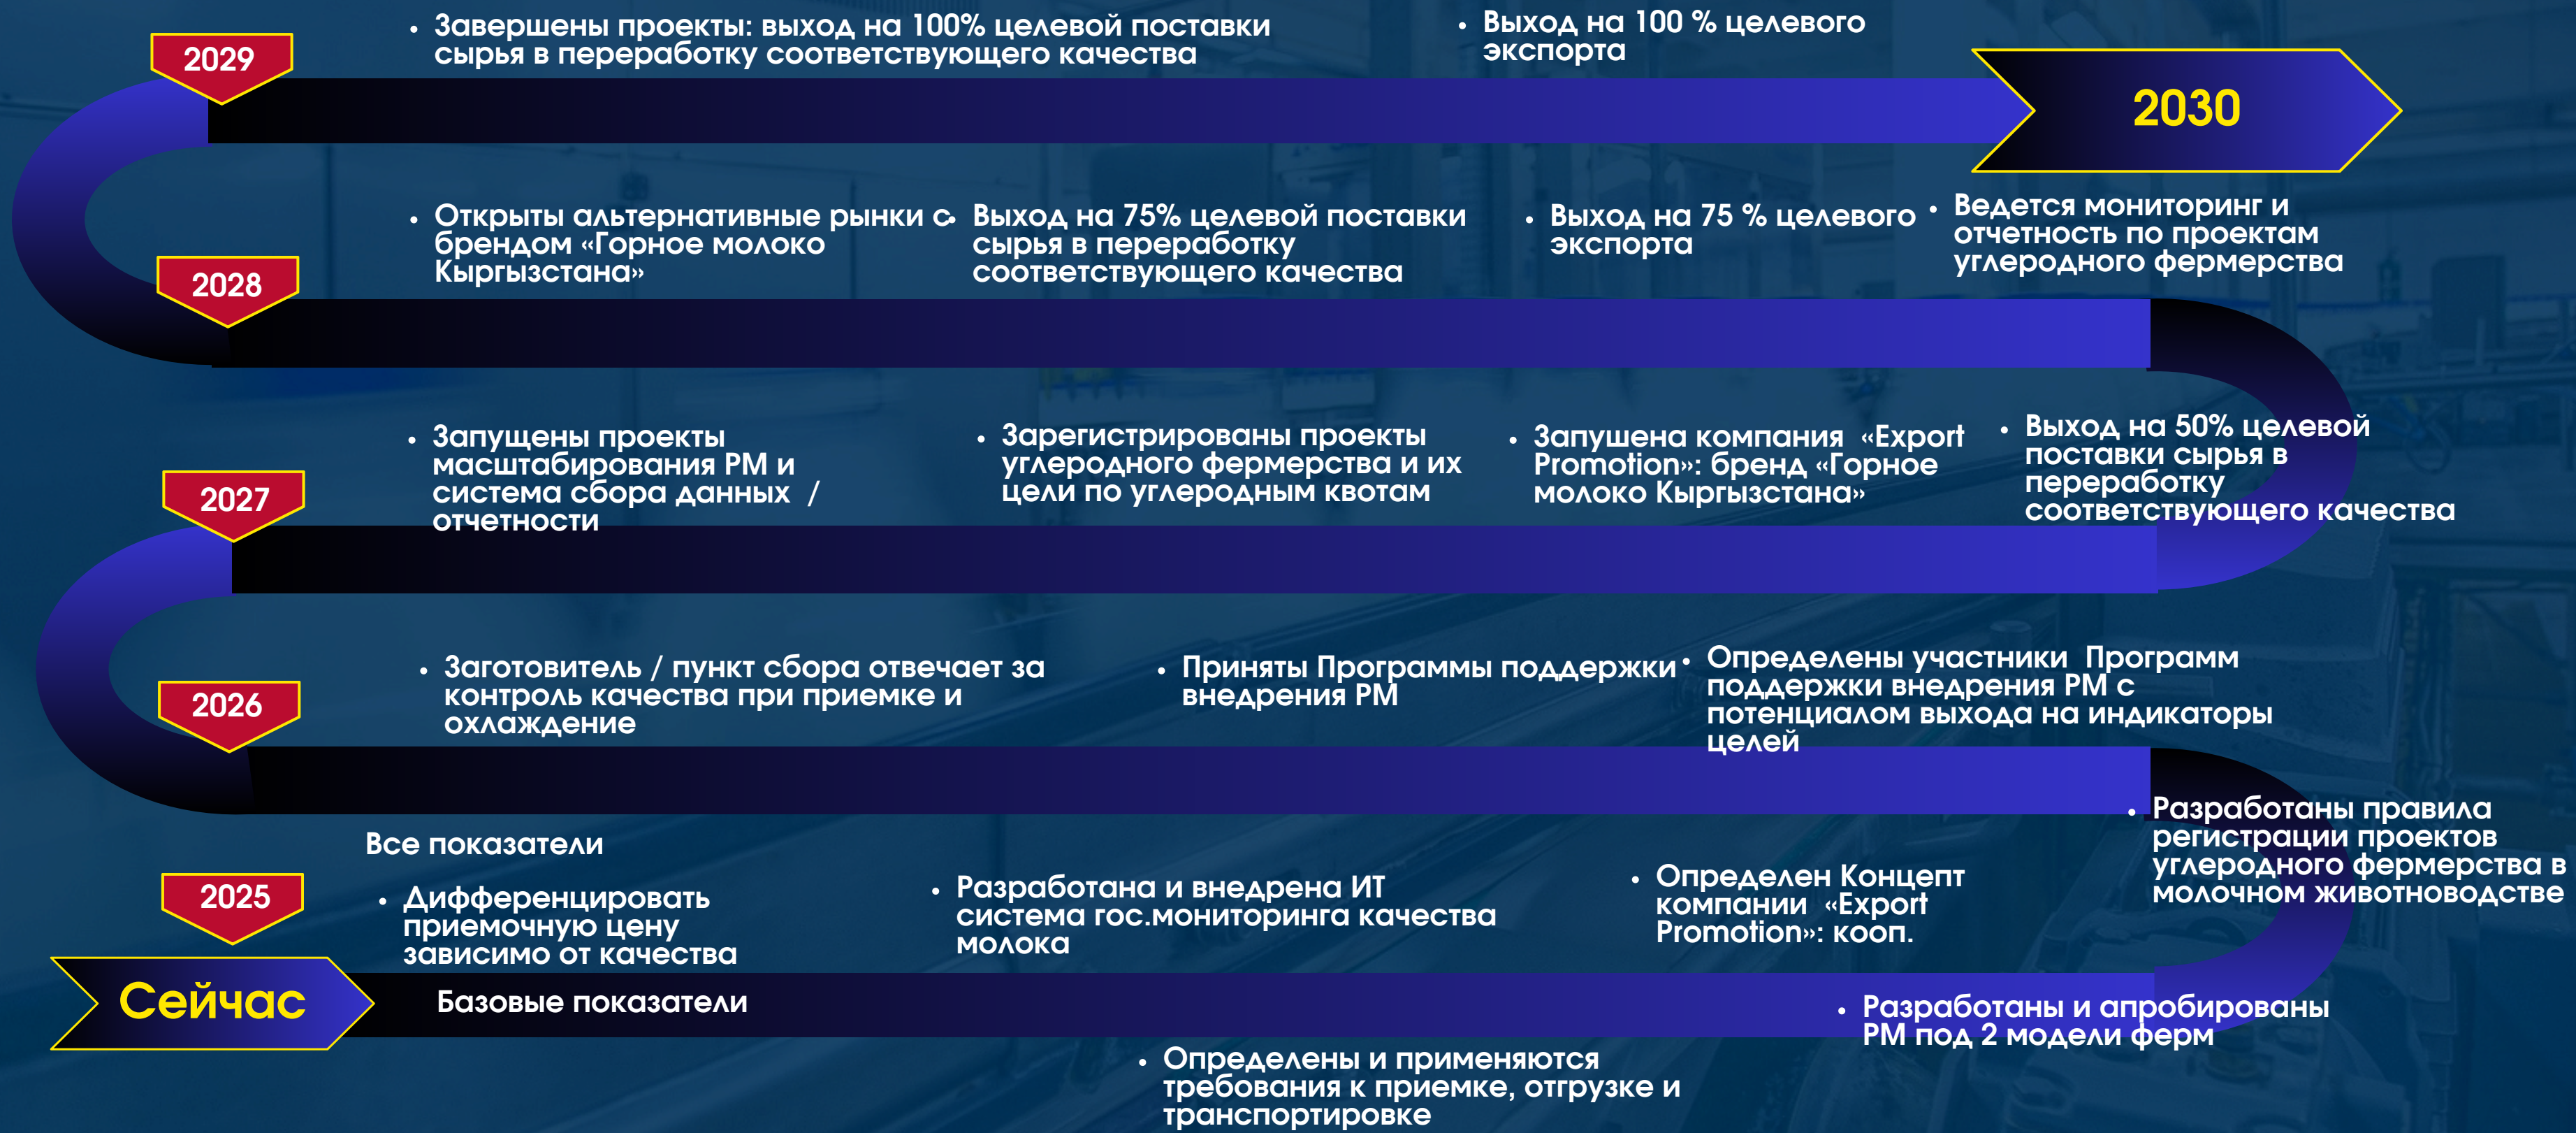 2029
Завершены проекты: выход на 100% целевой поставки
сырья в переработку соответствующего качества
Выход на 100 % целевого
экспорта
2030
2028
Открыты альтернативные рынки с
брендом «Горное молоко
Кыргызстана»
Выход на 75% целевой поставки
сырья в переработку
соответствующего качества
Выход на 75 % целевого
экспорта
Ведется мониторинг и
отчетность по проектам
углеродного фермерства
2027
Запущены проекты
масштабирования РМ и
система сбора данных /
отчетности
Зарегистрированы проекты
углеродного фермерства и их
цели по углеродным квотам
Запушена компания «Export
Promotion»: бренд «Горное
молоко Кыргызстана»
Выход на 50% целевой
поставки сырья в
переработку
соответствующего качества
2026
Заготовитель / пункт сбора отвечает за
контроль качества при приемке и
охлаждение
Приняты Программы поддержки
внедрения РМ
Определены участники Программ
поддержки внедрения РМ с
потенциалом выхода на индикаторы
целей
2025
Все показатели
Дифференцировать
приемочную цену
зависимо от качества
Разработана и внедрена ИТ
система гос.мониторинга качества
молока
Определен Концепт
компании «Export
Promotion»: кооп.
Разработаны правила
регистрации проектов
углеродного фермерства в
молочном животноводстве
Сейчас
Базовые показатели
Разработаны и апробированы
РМ под 2 модели ферм
Определены и применяются
требования к приемке, отгрузке и
транспортировке